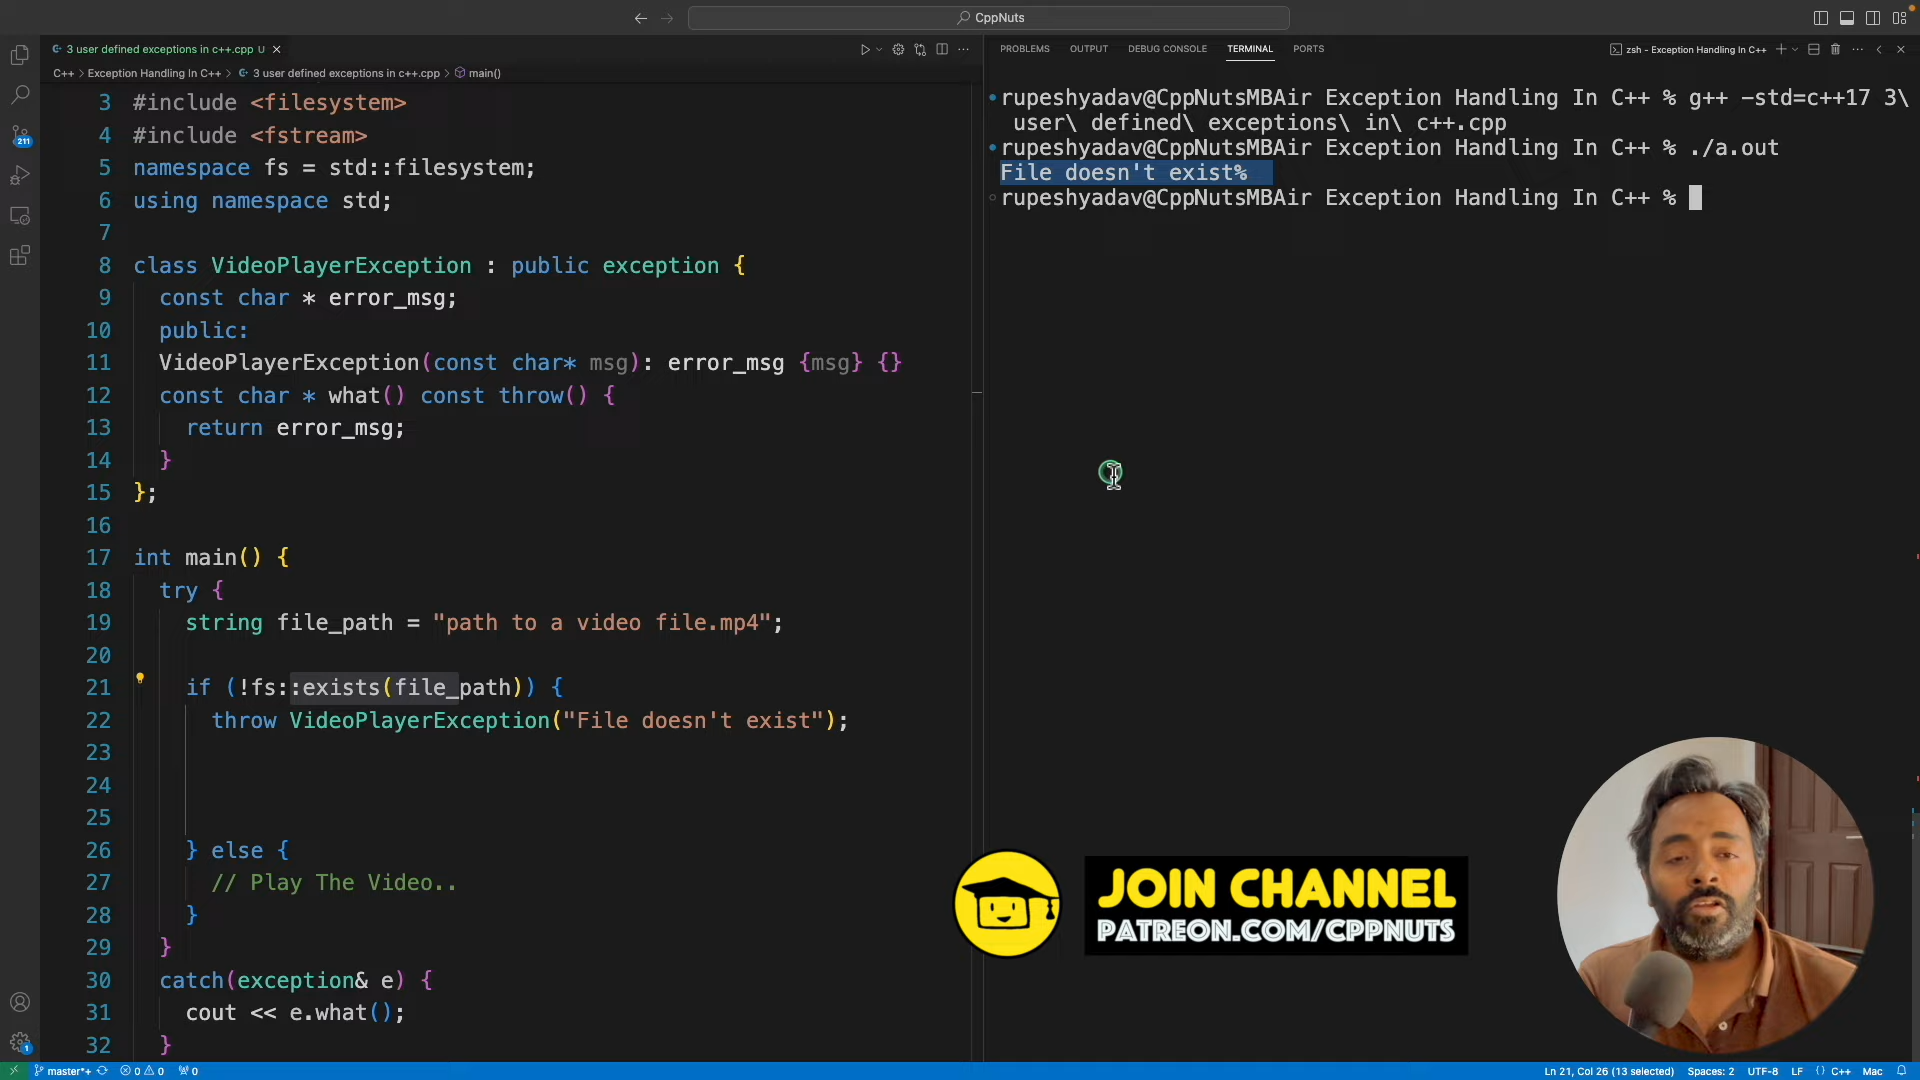 CppNuts
3 user defined exceptions in c++.cpp U
C++ > Exception Handling In C++ > 3 user defined exceptions in c++.cpp > main()
3 #include <filesystem>
4 #include <fstream>
5 namespace fs = std::filesystem;
6 using namespace std;
7
8 class VideoPlayerException : public exception {
9 const char * error_msg;
10 public:
11 VideoPlayerException(const char* msg): error_msg {msg} {}
12 const char * what() const throw() {
13 return error_msg;
14 }
15 };
16
17 int main() {
18 try {
19 string file_path = "path to a video file.mp4";
20
21 if (!fs::exists(file_path)) {
22 throw VideoPlayerException("File doesn't exist");
23
24
25
26 } else {
27 // Play The Video..
28 }
29 }
30 catch(exception& e) {
31 cout << e.what();
32 }
PROBLEMS OUTPUT DEBUG CONSOLE TERMINAL PORTS
zsh - Exception Handling In C++
rupeshyadav@CppNutsMBAir Exception Handling In C++ % g++ -std=c++17 3\
user\ defined\ exceptions\ in\ c++.cpp
rupeshyadav@CppNutsMBAir Exception Handling In C++ % ./a.out
File doesn't exist%
rupeshyadav@CppNutsMBAir Exception Handling In C++ %
211
1
JOIN CHANNEL
PATREON.COM/CPPNUTS
master*+ 0 0 0
Ln 21, Col 26 (13 selected) Spaces: 2 UTF-8 LF {} C++ Mac